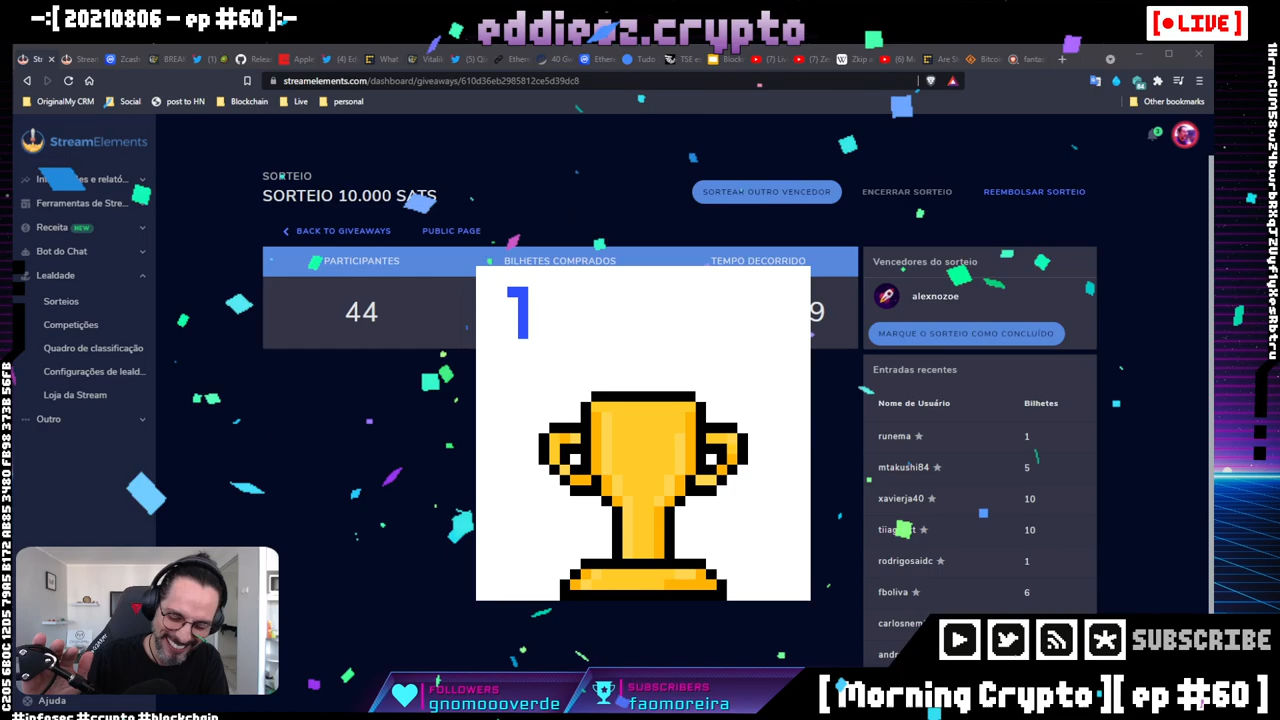 -:[ 20210806 - ep #60 ]:-
eddieoz.crypto
[● LIVE]
streamelements.com/dashboard/giveaways/610d36eb2985812ce5d39dc8
OriginalMy CRM
Social
post to HN
Blockchain
Live
personal
Other bookmarks
StreamElements
Ferramentas de Stre...
Receita NEW
Bot do Chat
Lealdade
Sorteios
Competições
Quadro de classificação
Configurações de leald...
Loja da Stream
Outro
Ajuda
SORTEIO
SORTEIO 10.000 SATS
SORTEAR OUTRO VENCEDOR
ENCERRAR SORTEIO
REEMBOLSAR SORTEIO
BACK TO GIVEAWAYS
PUBLIC PAGE
PARTICIPANTES
BILHETES COMPRADOS
TEMPO DECORRIDO
44
1
9
Vencedores do sorteio
alexnozoe
MARQUE O SORTEIO COMO CONCLUÍDO
Entradas recentes
Nome de Usuário Bilhetes
runema 1
mtakushi84 5
xavierja40 10
10
rodrigosaidc 1
fboliva 6
SUBSCRIBE
FOLLOWERS
gnomoooverde
SUBSCRIBERS
faomoreira
[ Morning Crypto ][ ep #60 ]
#infosec #crypto #blockchain